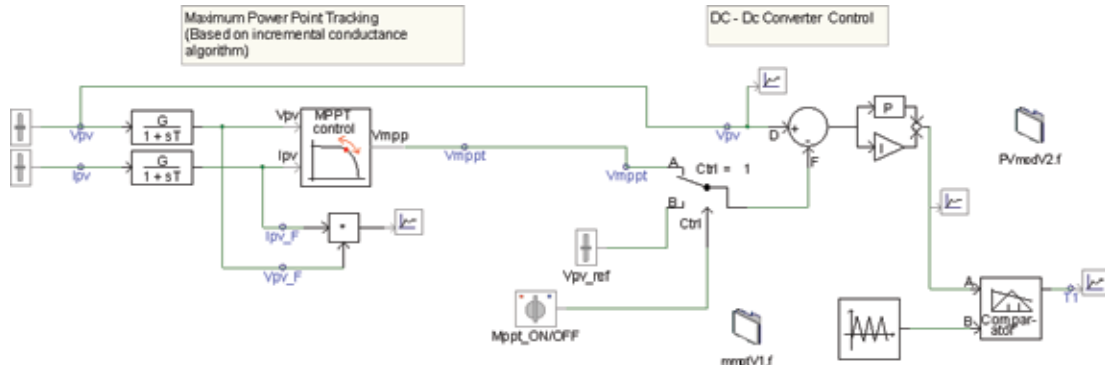 Maximum Power Point Tracking
(Based on incremental conductance
algorithm)
DC - Dc Converter Control
Vpv
G
1 + sT
Vpv
MPPT
control
Vmpp
Ipv
Ipv
G
1 + sT
Vmppt
Vmppt
A
B
Ctrl = 1
Ctrl
Vpv
D
+
-
F
P
I
PVmodV2.f
Ipv_F
Vpv_F
*
Vpv_ref
Mppt_ON/OFF
mmptV1.f
A
B
Compar-
ator
T1